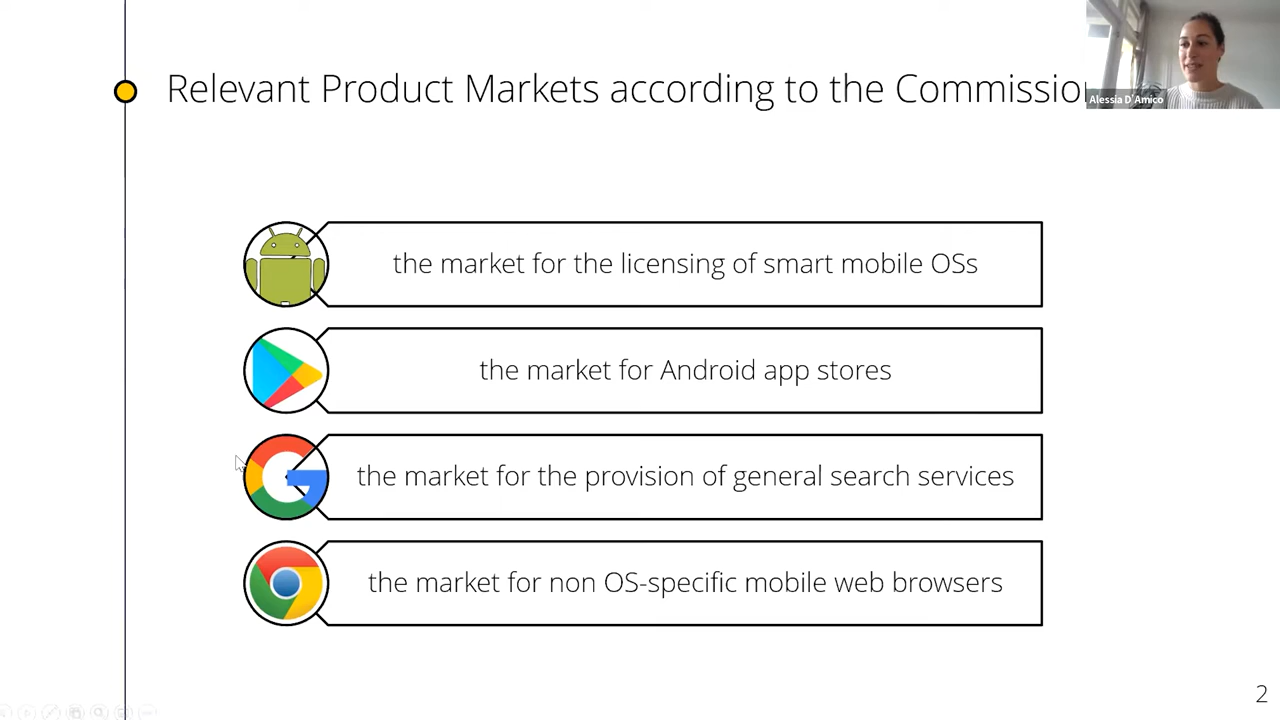 Relevant Product Markets according to the Commissio
Alessia D'Amico
the market for the licensing of smart mobile OSs
the market for Android app stores
the market for the provision of general search services
the market for non OS-specific mobile web browsers
2